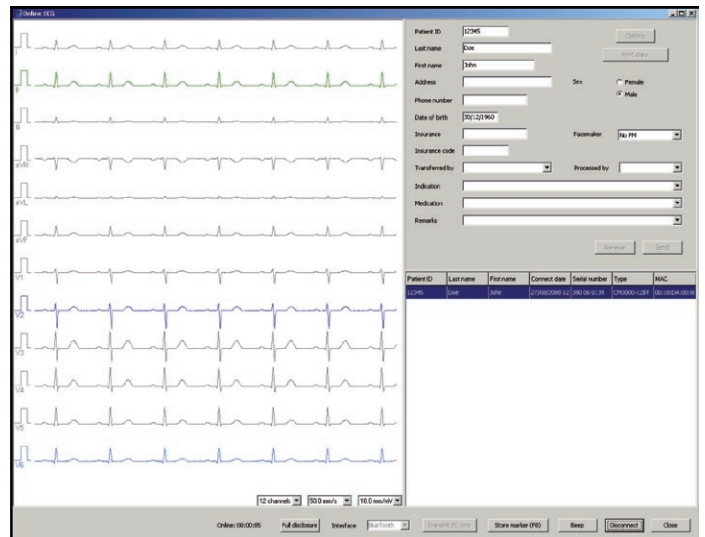 Online ECG
I
II
III
aVR
aVL
aVF
V1
V2
V3
V4
V5
V6
12 channels
50.0 mm/s
10.0 mm/mV
Patient ID 12345
Options
Last name Doe
Print diary
First name John
Address
Sex Female
Male
Phone number
Date of birth 30/12/1960
Insurance
Pacemaker No PM
Insurance code
Transferred by
Processed by
Indication
Medication
Remarks
Receive
Send
Patient ID Last name First name Connect date Serial number Type MAC
12345 Doe John
Online: 00:00:05
Full disclosure
Interface BlueTooth
Transmit PC time
Store marker (F8)
Beep
Disconnect
Close